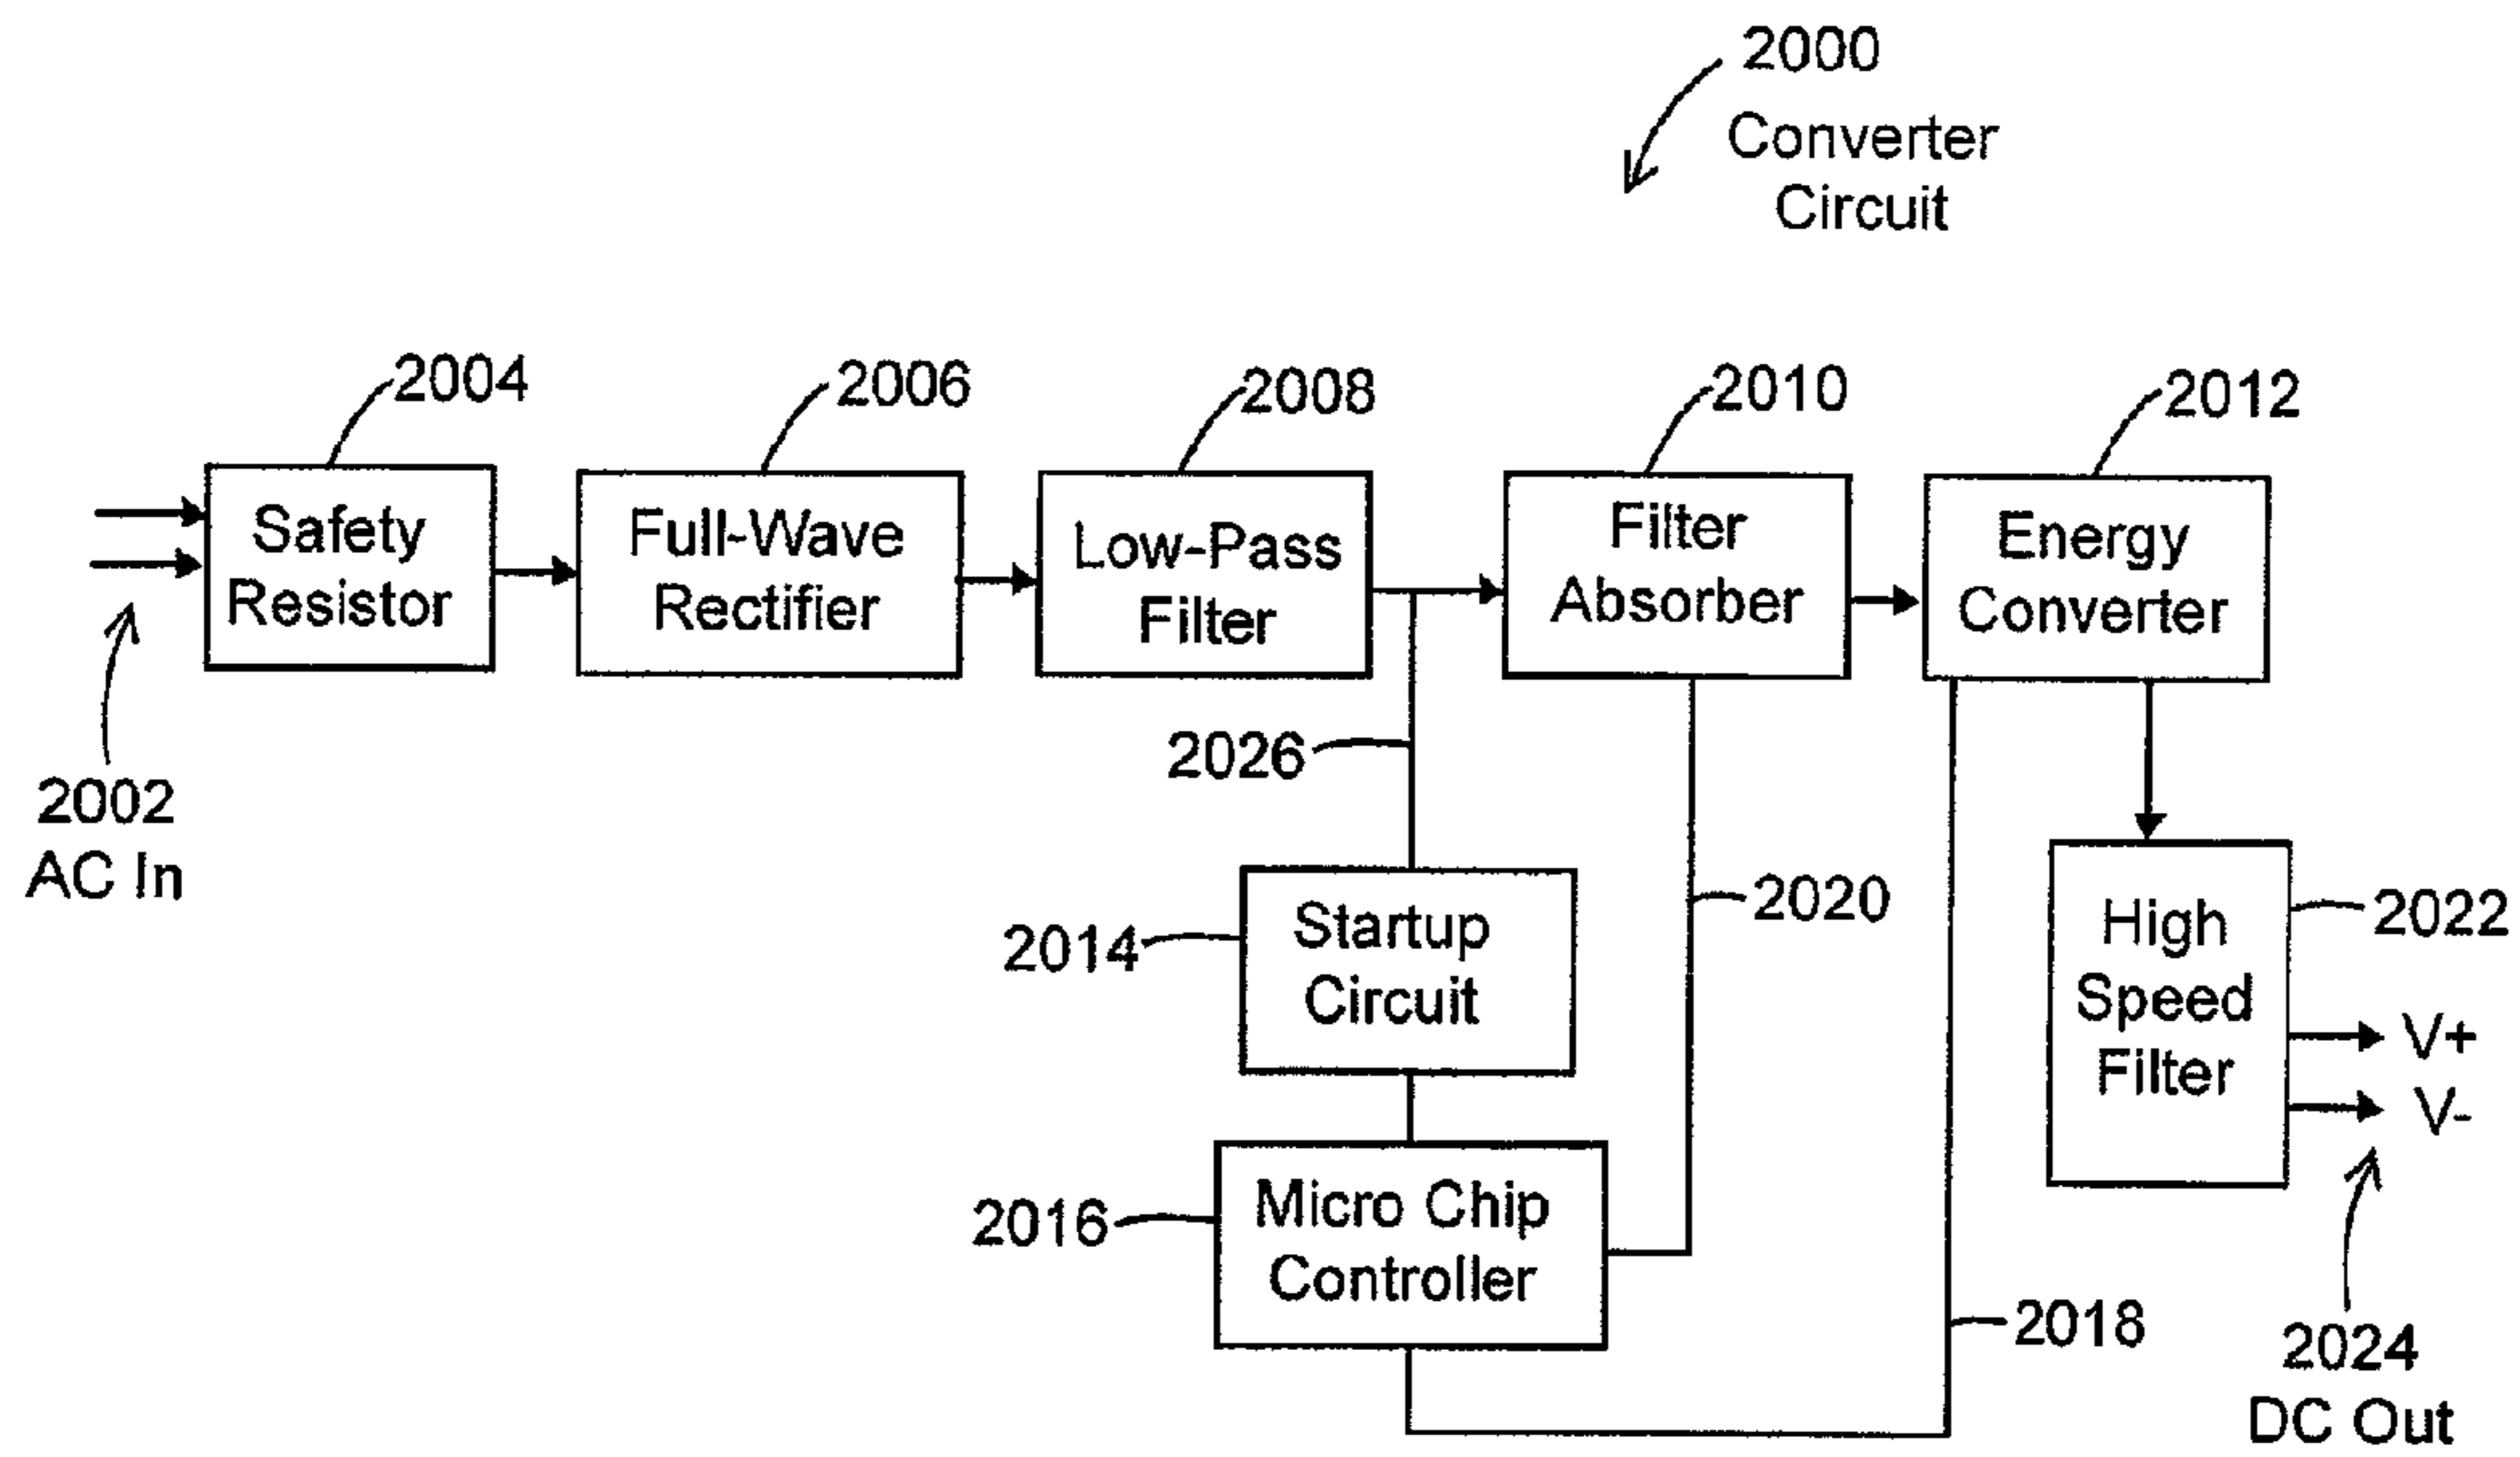 2000
Converter
Circuit
2004
2006
2008
2010
2012
Safety
Resistor
Full-Wave
Rectifier
Low-Pass
Filter
Filter
Absorber
Energy
Converter
2002
AC In
2026
2014
Startup
Circuit
2020
High
Speed
Filter
2022
V+
V-
2016
Micro Chip
Controller
2018
2024
DC Out